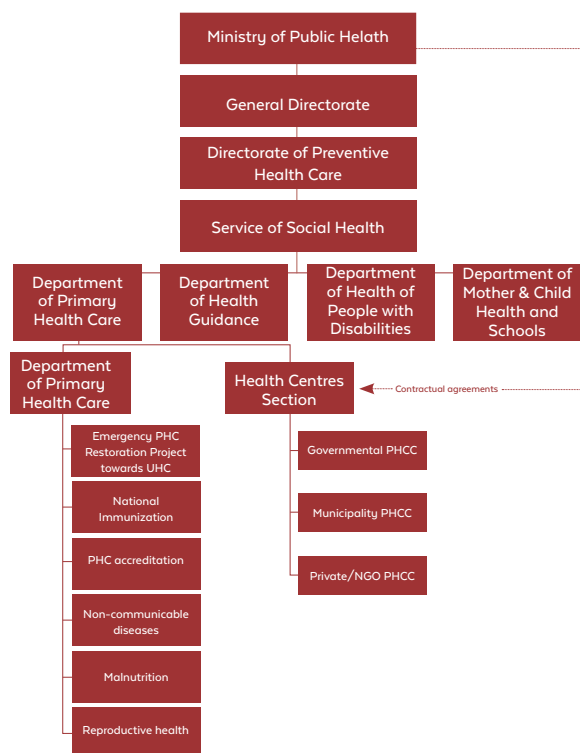 Ministry of Public Helath
General Directorate
Directorate of Preventive
Health Care
Service of Social Health
Department
of Primary
Health Care
Department
of Health
Guidance
Department
of Health of
People with
Disabilities
Department of
Mother & Child
Health and
Schools
Department
of Primary
Health Care
Health Centres
Section
Contractual agreements
Emergency PHC
Restoration Project
towards UHC
National
Immunization
PHC accreditation
Non-communicable
diseases
Malnutrition
Reproductive health
Governmental PHCC
Municipality PHCC
Private/NGO PHCC